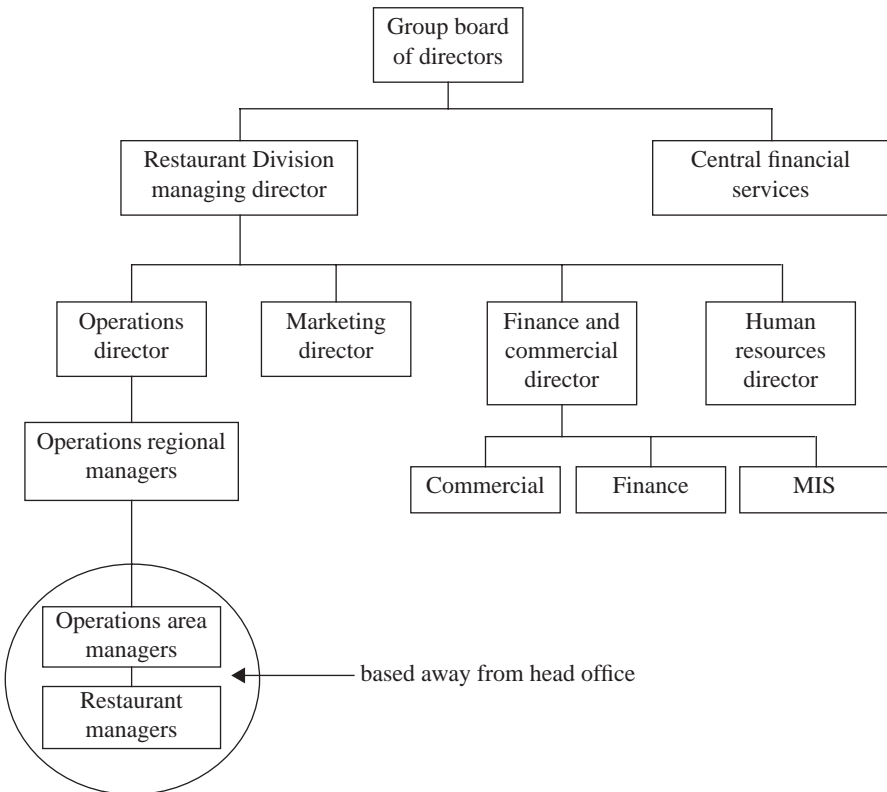 Group board
of directors
Restaurant Division
managing director
Central financial
services
Operations
director
Marketing
director
Finance and
commercial
director
Human
resources
director
Operations regional
managers
Commercial
Finance
MIS
Operations area
managers
based away from head office
Restaurant
managers